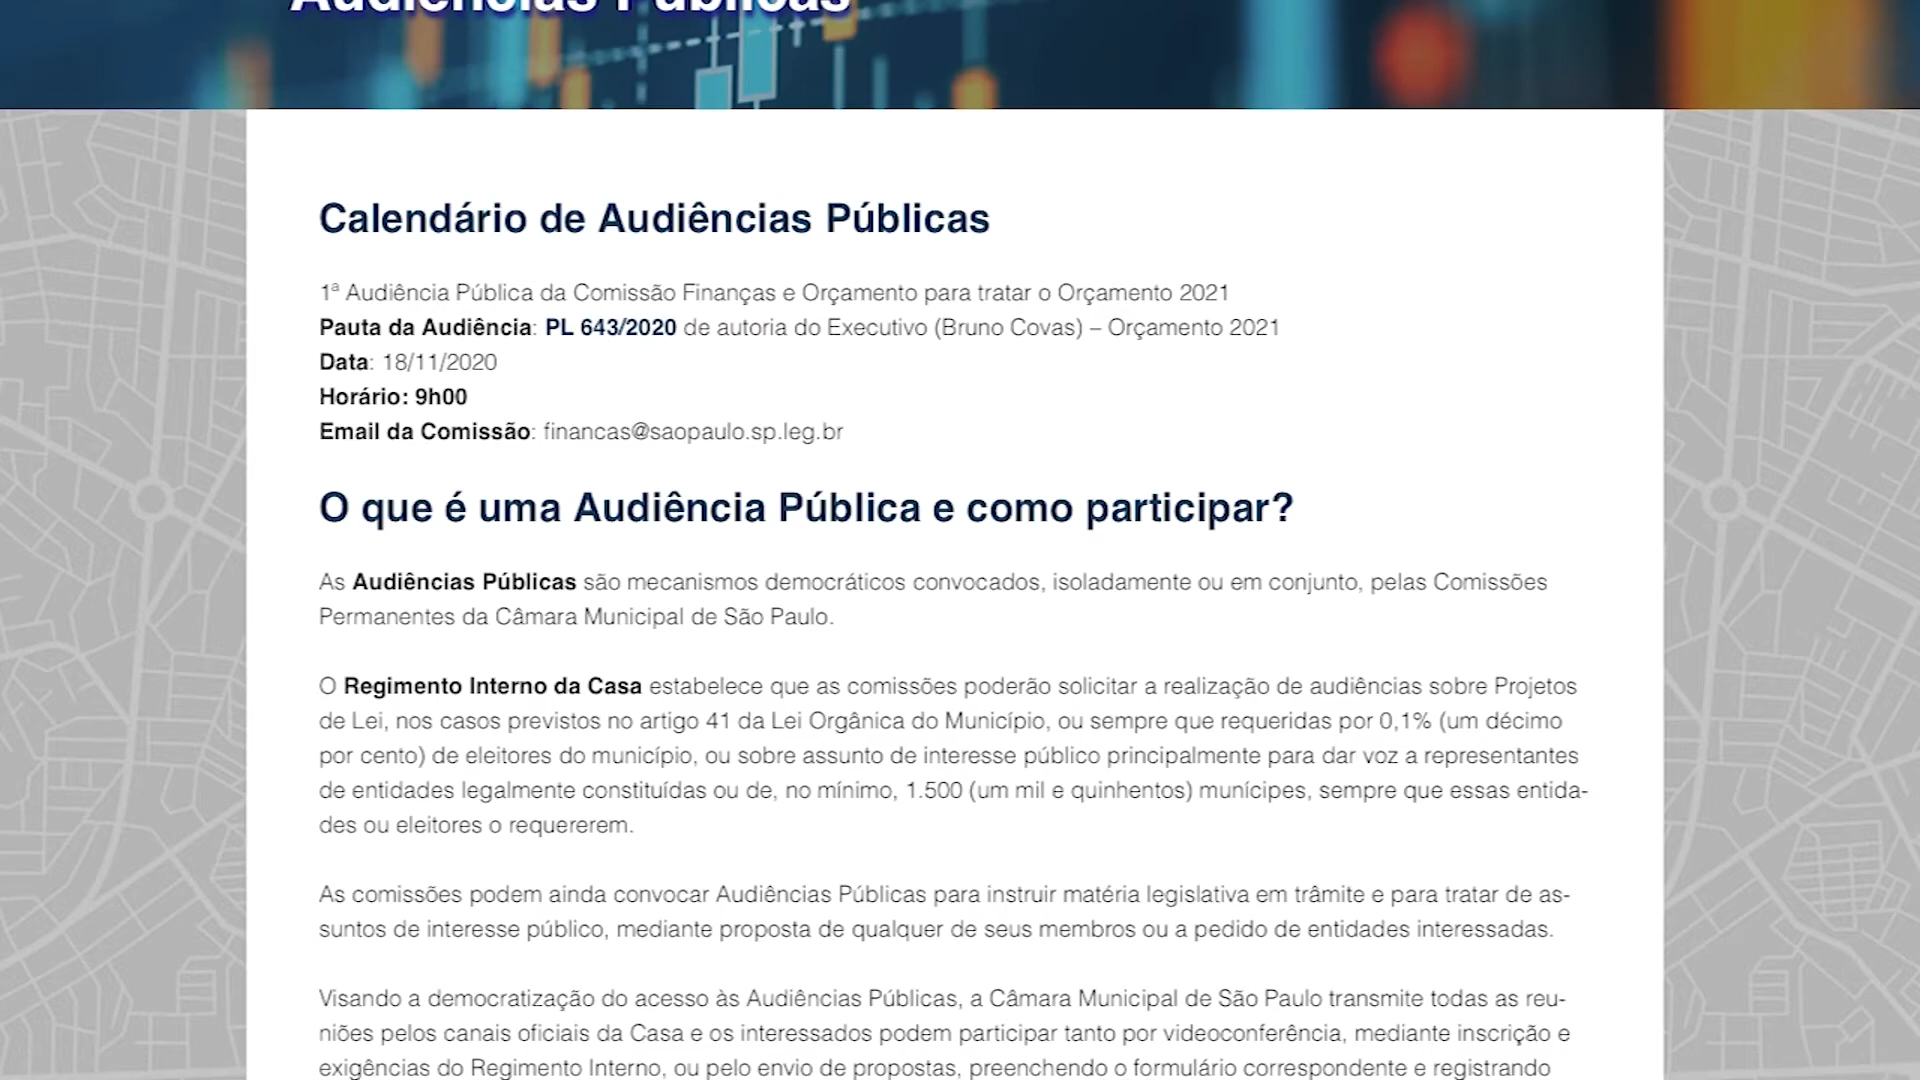 Audiências Públicas
Calendário de Audiências Públicas
1ª Audiência Pública da Comissão Finanças e Orçamento para tratar o Orçamento 2021
Pauta da Audiência: PL 643/2020 de autoria do Executivo (Bruno Covas) – Orçamento 2021
Data: 18/11/2020
Horário: 9h00
Email da Comissão: financas@saopaulo.sp.leg.br
O que é uma Audiência Pública e como participar?
As Audiências Públicas são mecanismos democráticos convocados, isoladamente ou em conjunto, pelas Comissões
Permanentes da Câmara Municipal de São Paulo.
O Regimento Interno da Casa estabelece que as comissões poderão solicitar a realização de audiências sobre Projetos
de Lei, nos casos previstos no artigo 41 da Lei Orgânica do Município, ou sempre que requeridas por 0,1% (um décimo
por cento) de eleitores do município, ou sobre assunto de interesse público principalmente para dar voz a representantes
de entidades legalmente constituídas ou de, no mínimo, 1.500 (um mil e quinhentos) munícipes, sempre que essas entida-
des ou eleitores o requererem.
As comissões podem ainda convocar Audiências Públicas para instruir matéria legislativa em trâmite e para tratar de as-
suntos de interesse público, mediante proposta de qualquer de seus membros ou a pedido de entidades interessadas.
Visando a democratização do acesso às Audiências Públicas, a Câmara Municipal de São Paulo transmite todas as reu-
niões pelos canais oficiais da Casa e os interessados podem participar tanto por videoconferência, mediante inscrição e
exigências do Regimento Interno, ou pelo envio de propostas, preenchendo o formulário correspondente e registrando